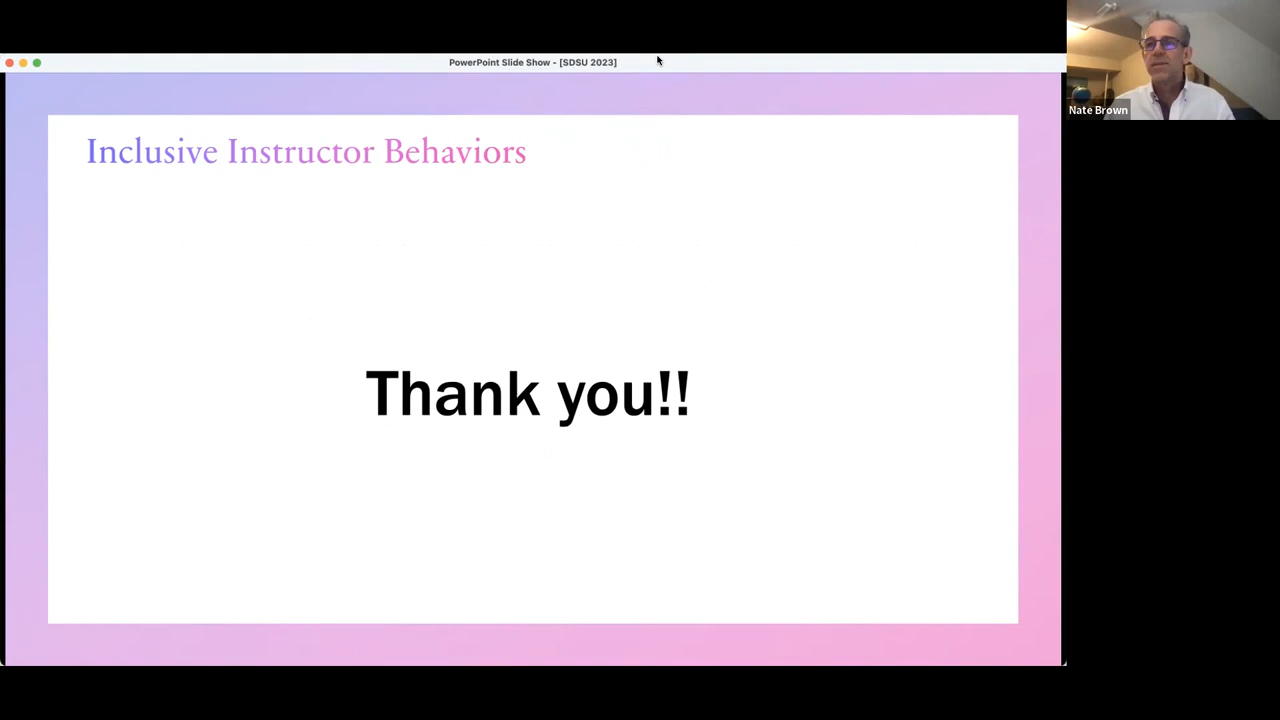 PowerPoint Slide Show - [SDSU 2023]
Nate Brown
Inclusive Instructor Behaviors
Thank you!!